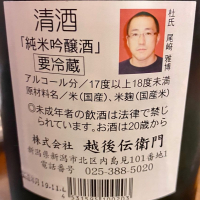 清酒
杜氏 尾﨑 雅博
「純米吟醸酒」
要冷蔵
アルコール分／17度以上18度未満
原材料名／米(国産)、米麹(国産米)
◎未成年者の飲酒は法律で禁じ
られています。お酒は20歳から
株式会社 越後伝衛門
新潟県新潟市北区内島見101番地1
電話番号 025-388-5020